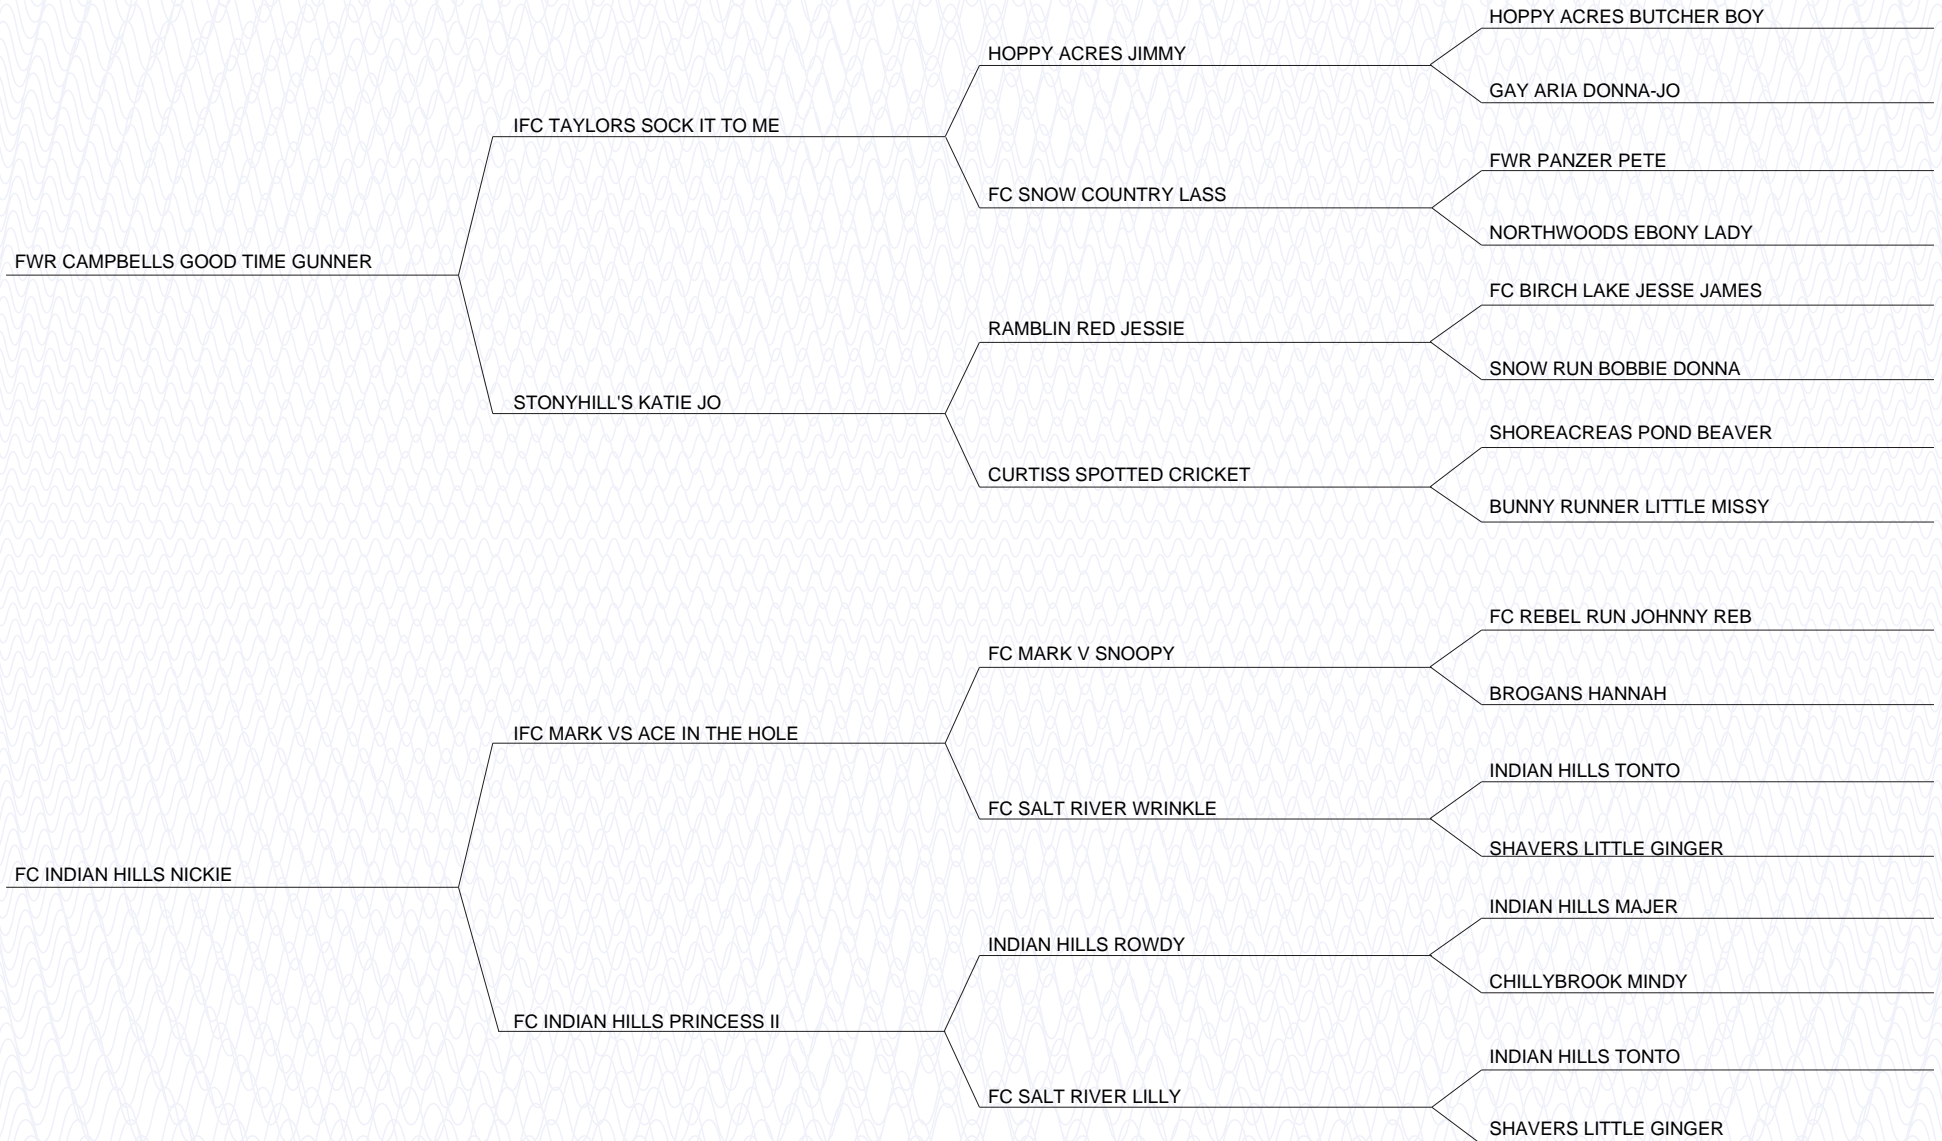 HOPPY ACRES BUTCHER BOY
HOPPY ACRES JIMMY
GAY ARIA DONNA-JO
IFC TAYLORS SOCK IT TO ME
FWR PANZER PETE
FC SNOW COUNTRY LASS
NORTHWOODS EBONY LADY
FWR CAMPBELLS GOOD TIME GUNNER
FC BIRCH LAKE JESSE JAMES
RAMBLIN RED JESSIE
SNOW RUN BOBBIE DONNA
STONYHILL'S KATIE JO
SHOREACREAS POND BEAVER
CURTISS SPOTTED CRICKET
BUNNY RUNNER LITTLE MISSY
FC REBEL RUN JOHNNY REB
FC MARK V SNOOPY
BROGANS HANNAH
IFC MARK VS ACE IN THE HOLE
INDIAN HILLS TONTO
FC SALT RIVER WRINKLE
SHAVERS LITTLE GINGER
FC INDIAN HILLS NICKIE
INDIAN HILLS MAJER
INDIAN HILLS ROWDY
CHILLYBROOK MINDY
FC INDIAN HILLS PRINCESS II
INDIAN HILLS TONTO
FC SALT RIVER LILLY
SHAVERS LITTLE GINGER